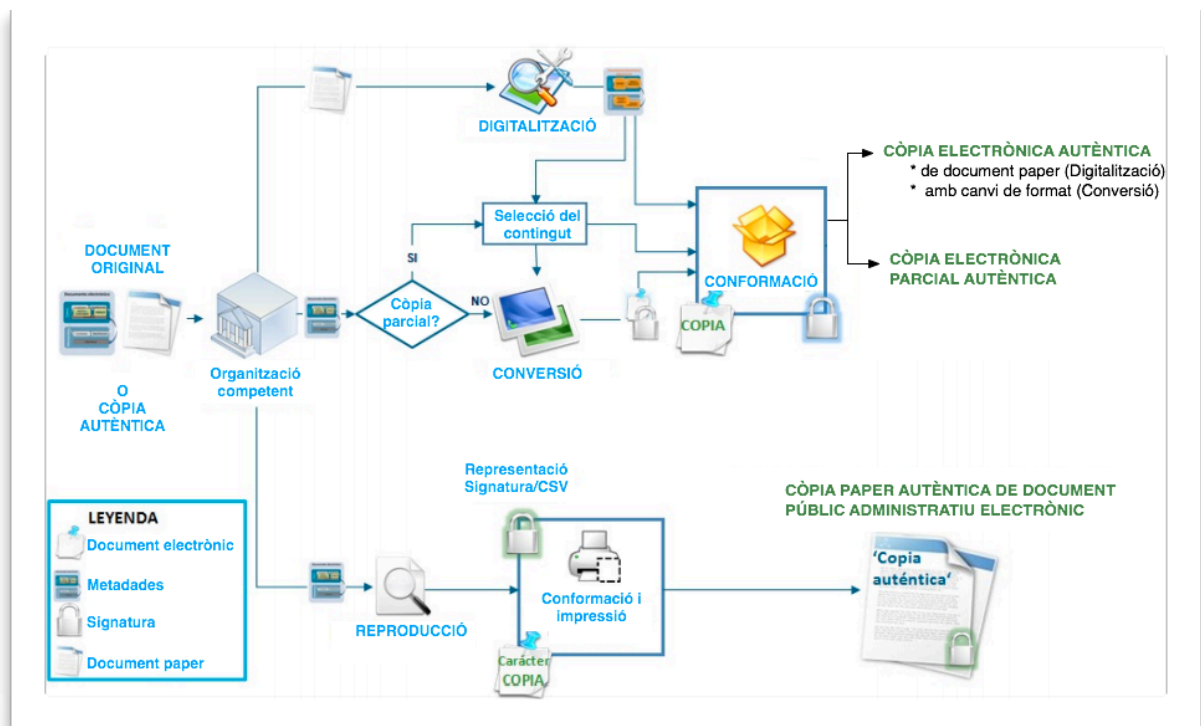 DIGITALITZACIÓ
CÒPIA ELECTRÒNICA AUTÈNTICA
* de document paper (Digitalització)
* amb canvi de format (Conversió)
Selecció del
contingut
DOCUMENT
ORIGINAL
SI
CÒPIA ELECTRÒNICA
PARCIAL AUTÈNTICA
CONFORMACIÓ
Còpia
parcial?
NO
COPIA
Organització
competent
CONVERSIÓ
O
CÒPIA
AUTÈNTICA
Representació
Signatura/CSV
CÒPIA PAPER AUTÈNTICA DE DOCUMENT
PÚBLIC ADMINISTRATIU ELECTRÒNIC
LEYENDA
Document electrònic
Metadades
Signatura
Document paper
REPRODUCCIÓ
Conformació i
impressió
Carácter
COPIA
‘Copia
auténtica‘